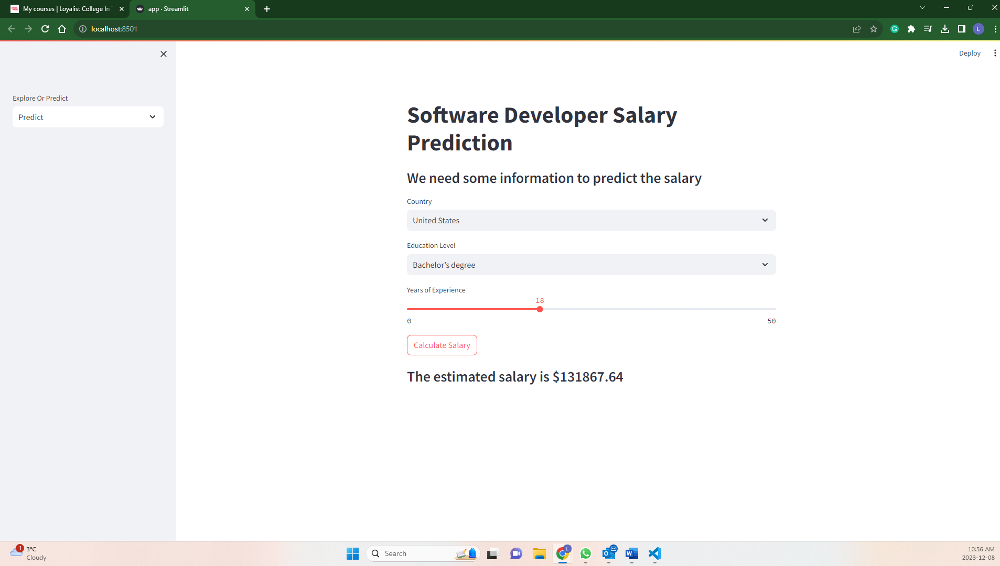 My courses | Loyalist College In T
app · Streamlit
localhost:8501
L
Deploy
Explore Or Predict
Predict
Software Developer Salary
Prediction
We need some information to predict the salary
Country
United States
Education Level
Bachelor’s degree
Years of Experience
18
0
50
Calculate Salary
The estimated salary is $131867.64
1
3°C
Cloudy
Search
L
10:56 AM
2023-12-08